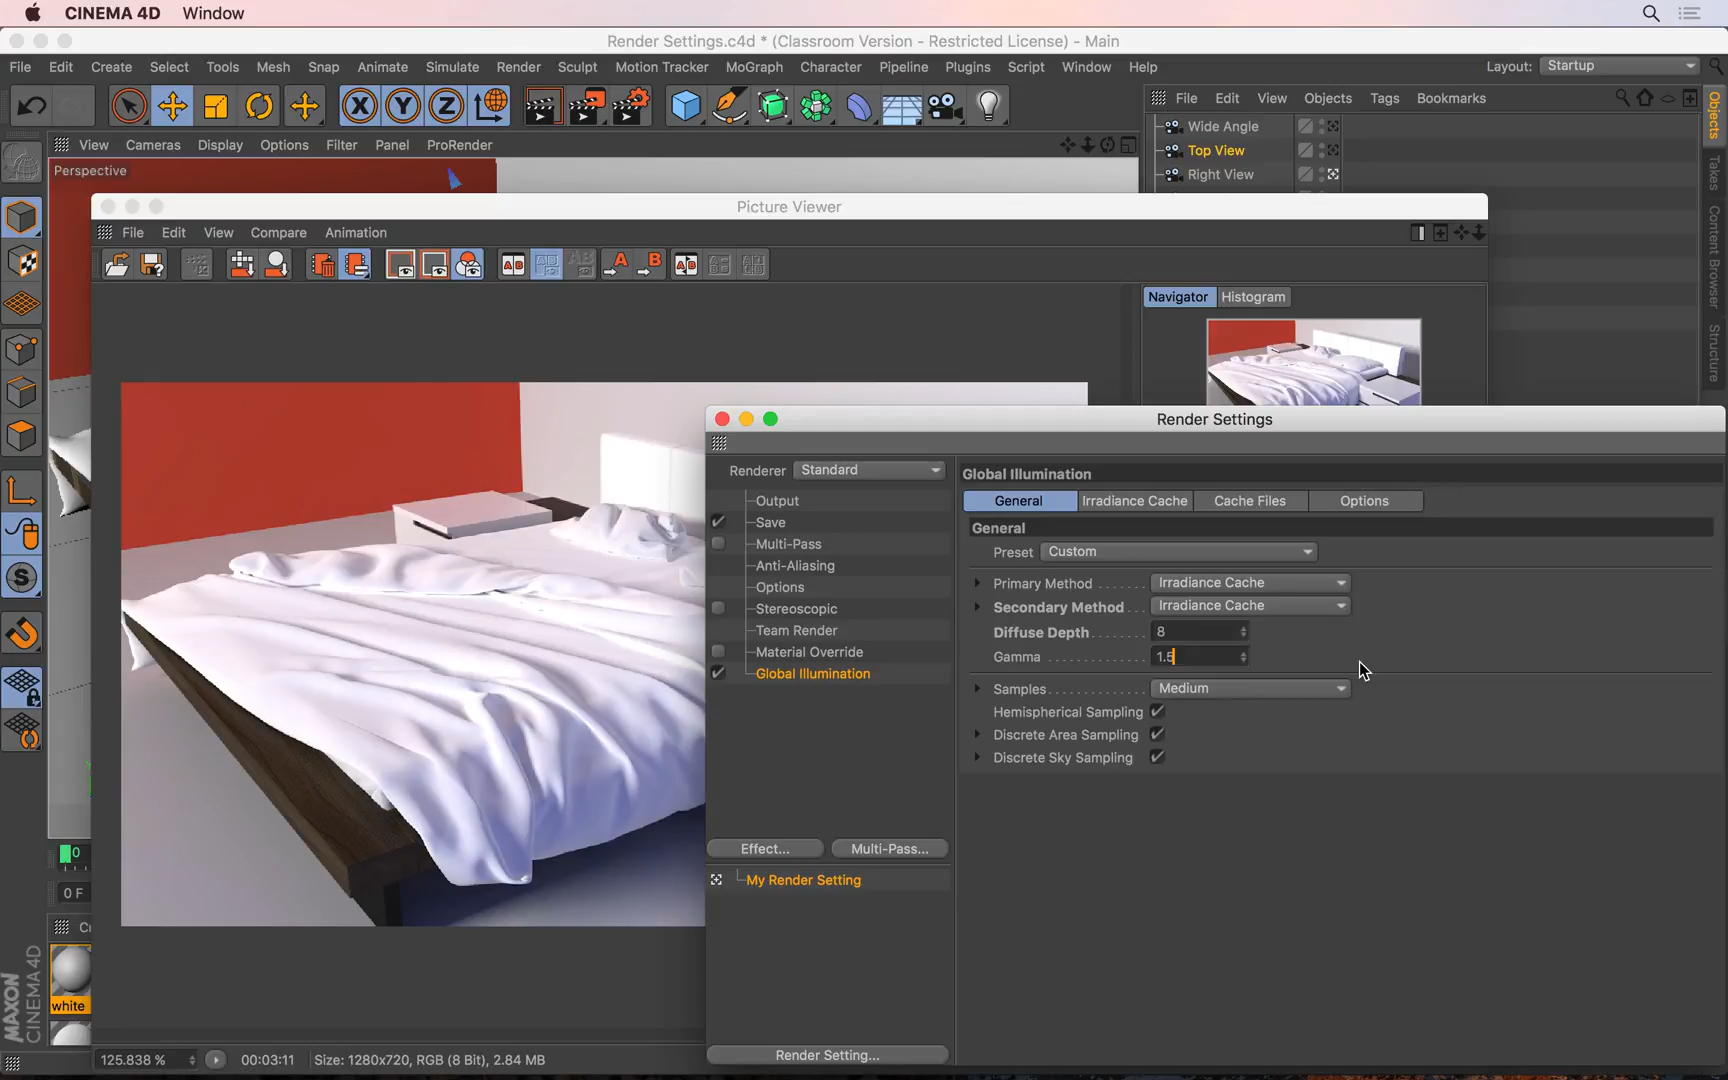 CINEMA 4D Window
Render Settings.c4d * (Classroom Version - Restricted License) - Main
File Edit Create Select Tools Mesh Snap Animate Simulate Render Sculpt Motion Tracker MoGraph Character Pipeline Plugins Script Window Help
Layout: Startup
X Y Z
File Edit View Objects Tags Bookmarks
View Cameras Display Options Filter Panel ProRender
Perspective
Wide Angle
Top View
Right View
Objects
Takes
Content Browser
Structure
Picture Viewer
File Edit View Compare Animation
AB AB AB A B AB
Navigator Histogram
Render Settings
Renderer Standard
Output
Save
Multi-Pass
Anti-Aliasing
Options
Stereoscopic
Team Render
Material Override
Global Illumination
Effect... Multi-Pass...
My Render Setting
Render Setting...
Global Illumination
General Irradiance Cache Cache Files Options
General
Preset Custom
Primary Method Irradiance Cache
Secondary Method Irradiance Cache
Diffuse Depth 8
Gamma 1.5
Samples Medium
Hemispherical Sampling
Discrete Area Sampling
Discrete Sky Sampling
S
0
0 F
white
MAXON
CINEMA 4D
125.838 % 00:03:11 Size: 1280x720, RGB (8 Bit), 2.84 MB